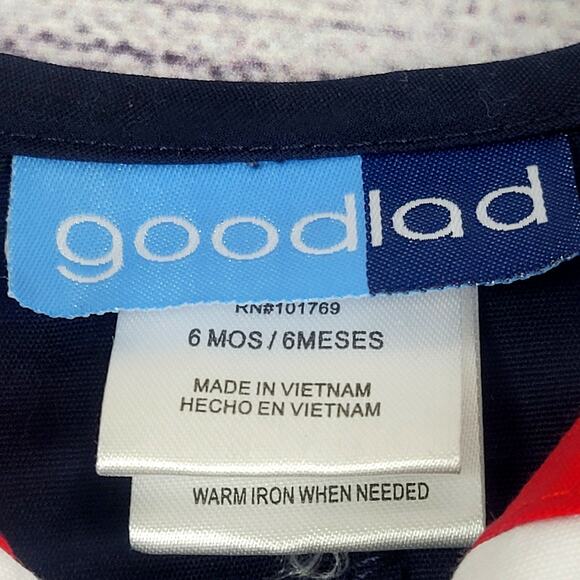 goodlad
RN#101769
6 MOS / 6MESES
MADE IN VIETNAM
HECHO EN VIETNAM
WARM IRON WHEN NEEDED